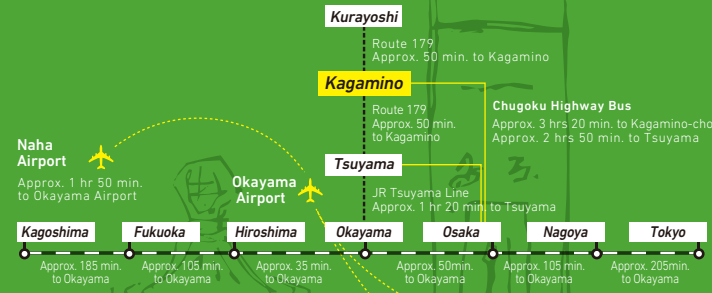 Kurayoshi
Route 179
Approx. 50 min. to Kagamino
Kagamino
Route 179
Approx. 50 min.
to Kagamino
Chugoku Highway Bus
Approx. 3 hrs 20 min. to Kagamino-cho
Approx. 2 hrs 50 min. to Tsuyama
Naha
Airport
Approx. 1 hr 50 min.
to Okayama Airport
Okayama
Airport
Tsuyama
JR Tsuyama Line
Approx. 1 hr 20 min. to Tsuyama
Kagoshima
Fukuoka
Hiroshima
Okayama
Osaka
Nagoya
Tokyo
Approx. 185 min.
to Okayama
Approx. 105 min.
to Okayama
Approx. 35 min.
to Okayama
Approx. 50min.
to Okayama
Approx. 105 min.
to Okayama
Approx. 205min.
to Okayama